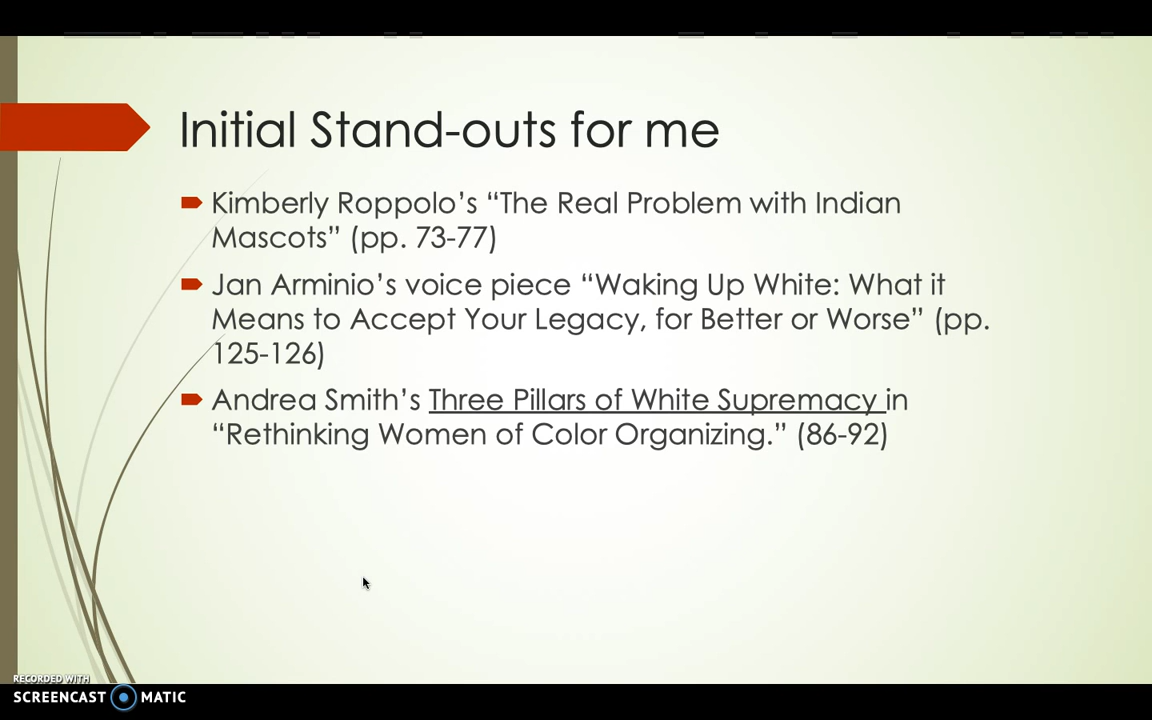 Initial Stand-outs for me
Kimberly Roppolo’s “The Real Problem with Indian
Mascots” (pp. 73-77)
Jan Arminio’s voice piece “Waking Up White: What it
Means to Accept Your Legacy, for Better or Worse” (pp.
125-126)
Andrea Smith’s Three Pillars of White Supremacy in
“Rethinking Women of Color Organizing.” (86-92)
RECORDED WITH
SCREENCAST MATIC